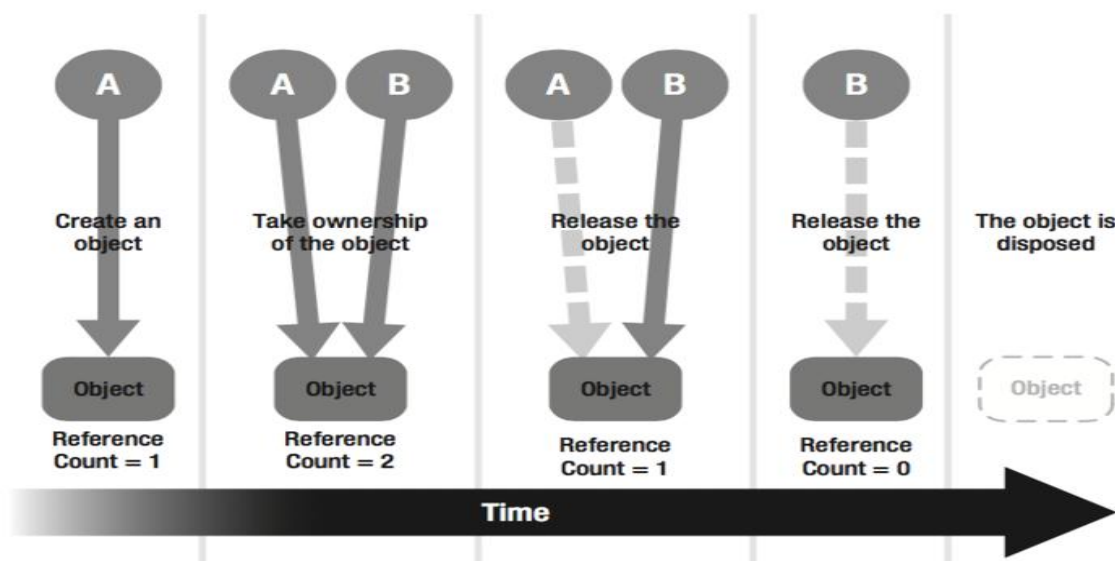 A
A
B
A
B
B
Create an
object
Take ownership
of the object
Release the
object
Release the
object
The object is
disposed
Object
Object
Object
Object
Object
Reference
Count = 1
Reference
Count = 2
Reference
Count = 1
Reference
Count = 0
Time